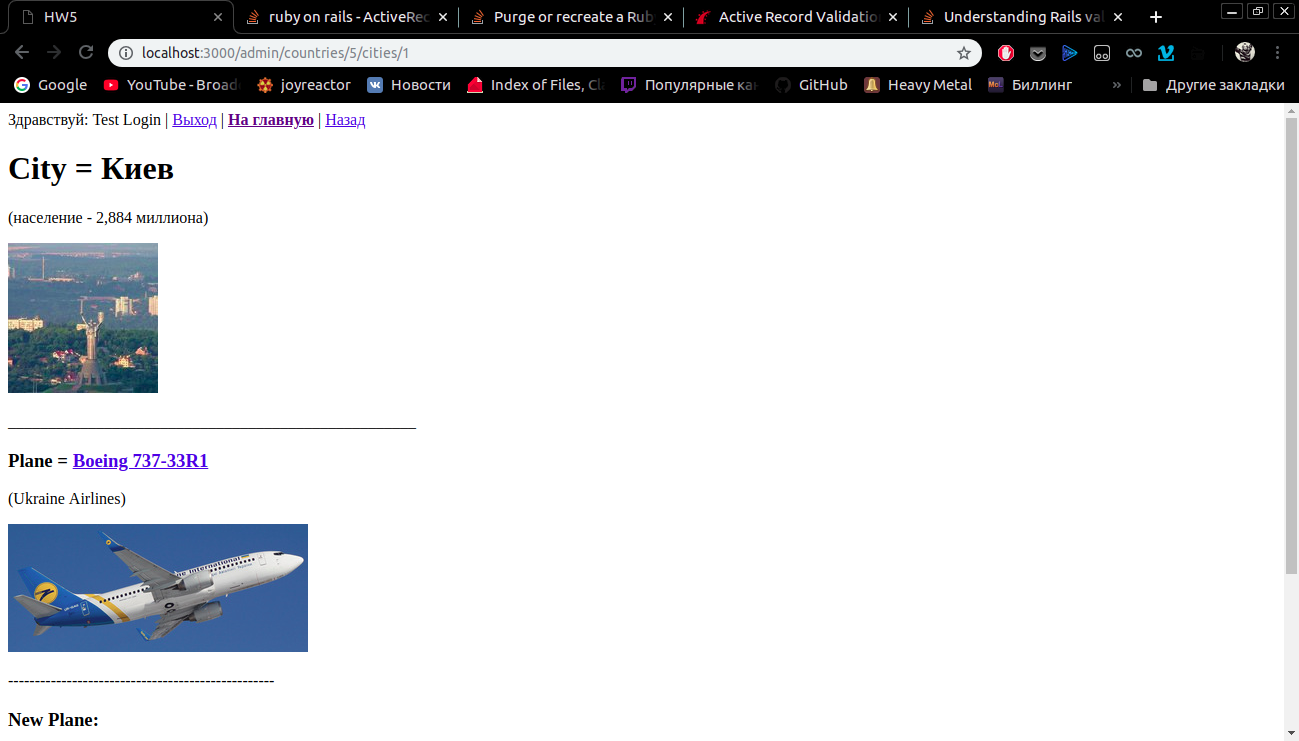 HW5
ruby on rails - ActiveRec
Purge or recreate a Rub
Active Record Validatio
Understanding Rails val
localhost:3000/admin/countries/5/cities/1
Google
YouTube - Broad
joyreactor
Новости
Index of Files, Cla
Популярные кан
GitHub
Heavy Metal
Биллинг
»
Другие закладки
Здравствуй: Test Login | Выход | На главную | Назад
City = Киев
(население - 2,884 миллиона)
Plane = Boeing 737-33R1
(Ukraine Airlines)
International
--------------------------------------------------
New Plane: